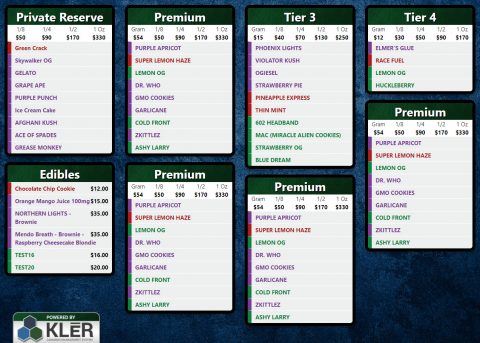 Private Reserve
1/8 1/4 1/2 1 Oz
$50 $90 $170 $330
Green Crack
Skywalker OG
GELATO
GRAPE APE
PURPLE PUNCH
Ice Cream Cake
AFGHANI KUSH
ACE OF SPADES
GREASE MONKEY
Edibles
Chocolate Chip Cookie $12.00
Orange Mango Juice 100mg $15.00
NORTHERN LIGHTS - $35.00
Brownie
Mendo Breath - Brownie - $35.00
Raspberry Cheesecake Blondie
TEST16 $16.00
TEST20 $20.00
POWERED BY
KLER
Premium
Gram 1/8 1/4 1/2 1 Oz
$54 $50 $90 $170 $330
PURPLE APRICOT
SUPER LEMON HAZE
LEMON OG
DR. WHO
GMO COOKIES
GARLICANE
COLD FRONT
ZKITTLEZ
ASHY LARRY
Premium
Gram 1/8 1/4 1/2 1 Oz
$54 $50 $90 $170 $330
PURPLE APRICOT
SUPER LEMON HAZE
LEMON OG
DR. WHO
GMO COOKIES
GARLICANE
COLD FRONT
ZKITTLEZ
ASHY LARRY
Tier 3
Gram 1/8 1/4 1/2 1 Oz
$15 $40 $70 $130 $250
PHOENIX LIGHTS
VIOLATOR KUSH
OGIESEL
STRAWBERRY PIE
PINEAPPLE EXPRESS
THIN MINT
602 HEADBAND
MAC (MIRACLE ALIEN COOKIES)
STRAWBERRY OG
BLUE DREAM
Premium
Gram 1/8 1/4 1/2 1 Oz
$54 $50 $90 $170 $330
PURPLE APRICOT
SUPER LEMON HAZE
LEMON OG
DR. WHO
GMO COOKIES
GARLICANE
COLD FRONT
ZKITTLEZ
ASHY LARRY
Tier 4
Gram 1/8 1/4 1/2 1 Oz
$12 $30 $50 $90 $170
ELMER'S GLUE
RACE FUEL
LEMON OG
HUCKLEBERRY
Premium
Gram 1/8 1/4 1/2 1 Oz
$54 $50 $90 $170 $330
PURPLE APRICOT
SUPER LEMON HAZE
LEMON OG
DR. WHO
GMO COOKIES
GARLICANE
COLD FRONT
ZKITTLEZ
ASHY LARRY